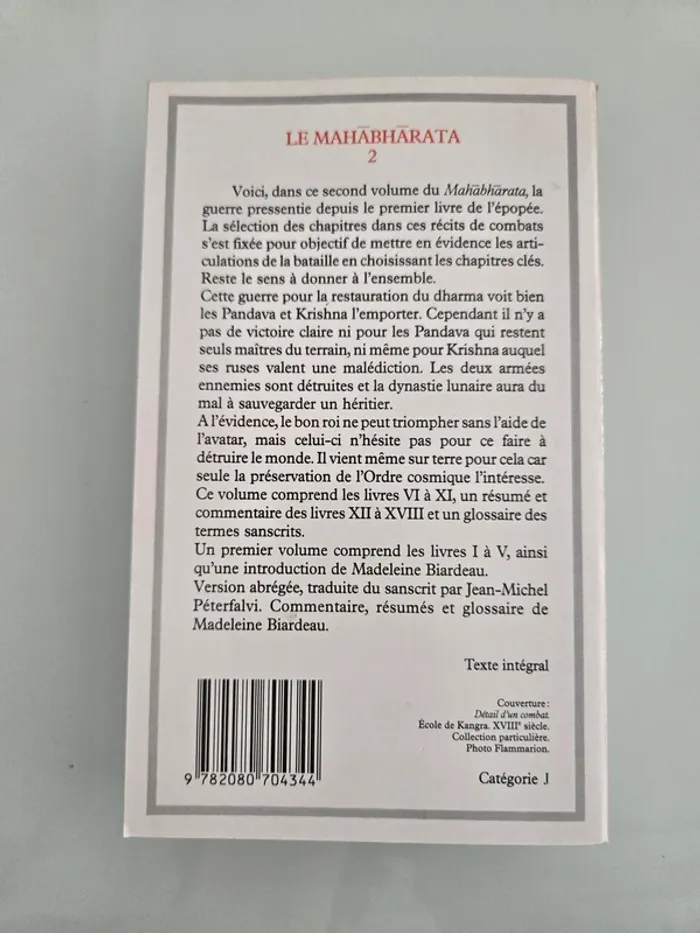 LE MAHĀBHĀRATA
2
Voici, dans ce second volume du Mahābhārata, la
guerre pressentie depuis le premier livre de l'épopée.
La sélection des chapitres dans ces récits de combats
s'est fixée pour objectif de mettre en évidence les arti-
culations de la bataille en choisissant les chapitres clés.
Reste le sens à donner à l'ensemble.
Cette guerre pour la restauration du dharma voit bien
les Pandava et Krishna l'emporter. Cependant il n'y a
pas de victoire claire ni pour les Pandava qui restent
seuls maîtres du terrain, ni même pour Krishna auquel
ses ruses valent une malédiction. Les deux armées
ennemies sont détruites et la dynastie lunaire aura du
mal à sauvegarder un héritier.
A l'évidence, le bon roi ne peut triompher sans l'aide de
l'avatar, mais celui-ci n'hésite pas pour ce faire à
détruire le monde. Il vient même sur terre pour cela car
seule la préservation de l'Ordre cosmique l'intéresse.
Ce volume comprend les livres VI à XI, un résumé et
commentaire des livres XII à XVIII et un glossaire des
termes sanscrits.
Un premier volume comprend les livres I à V, ainsi
qu'une introduction de Madeleine Biardeau.
Version abrégée, traduite du sanscrit par Jean-Michel
Péterfalvi. Commentaire, résumés et glossaire de
Madeleine Biardeau.
Texte intégral
Couverture :
Détail d'un combat.
École de Kangra. XVIIIe siècle.
Collection particulière.
Photo Flammarion.
9 782080 704344
Catégorie J